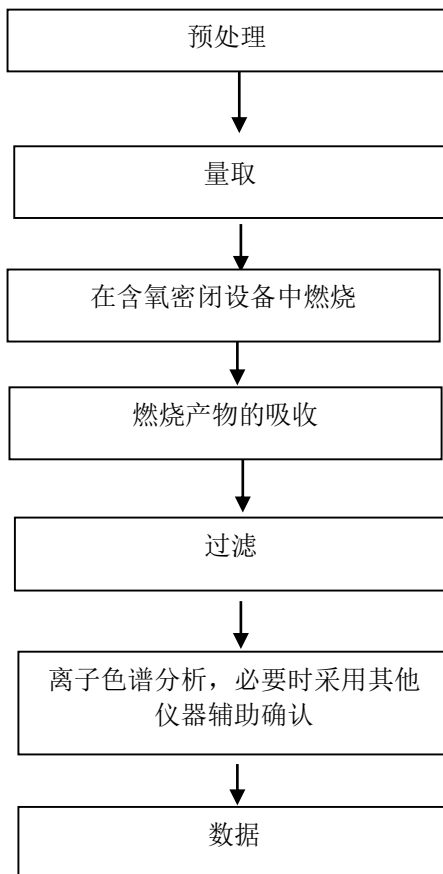 预处理
量取
在含氧密闭设备中燃烧
燃烧产物的吸收
过滤
离子色谱分析，必要时采用其他
仪器辅助确认
数据